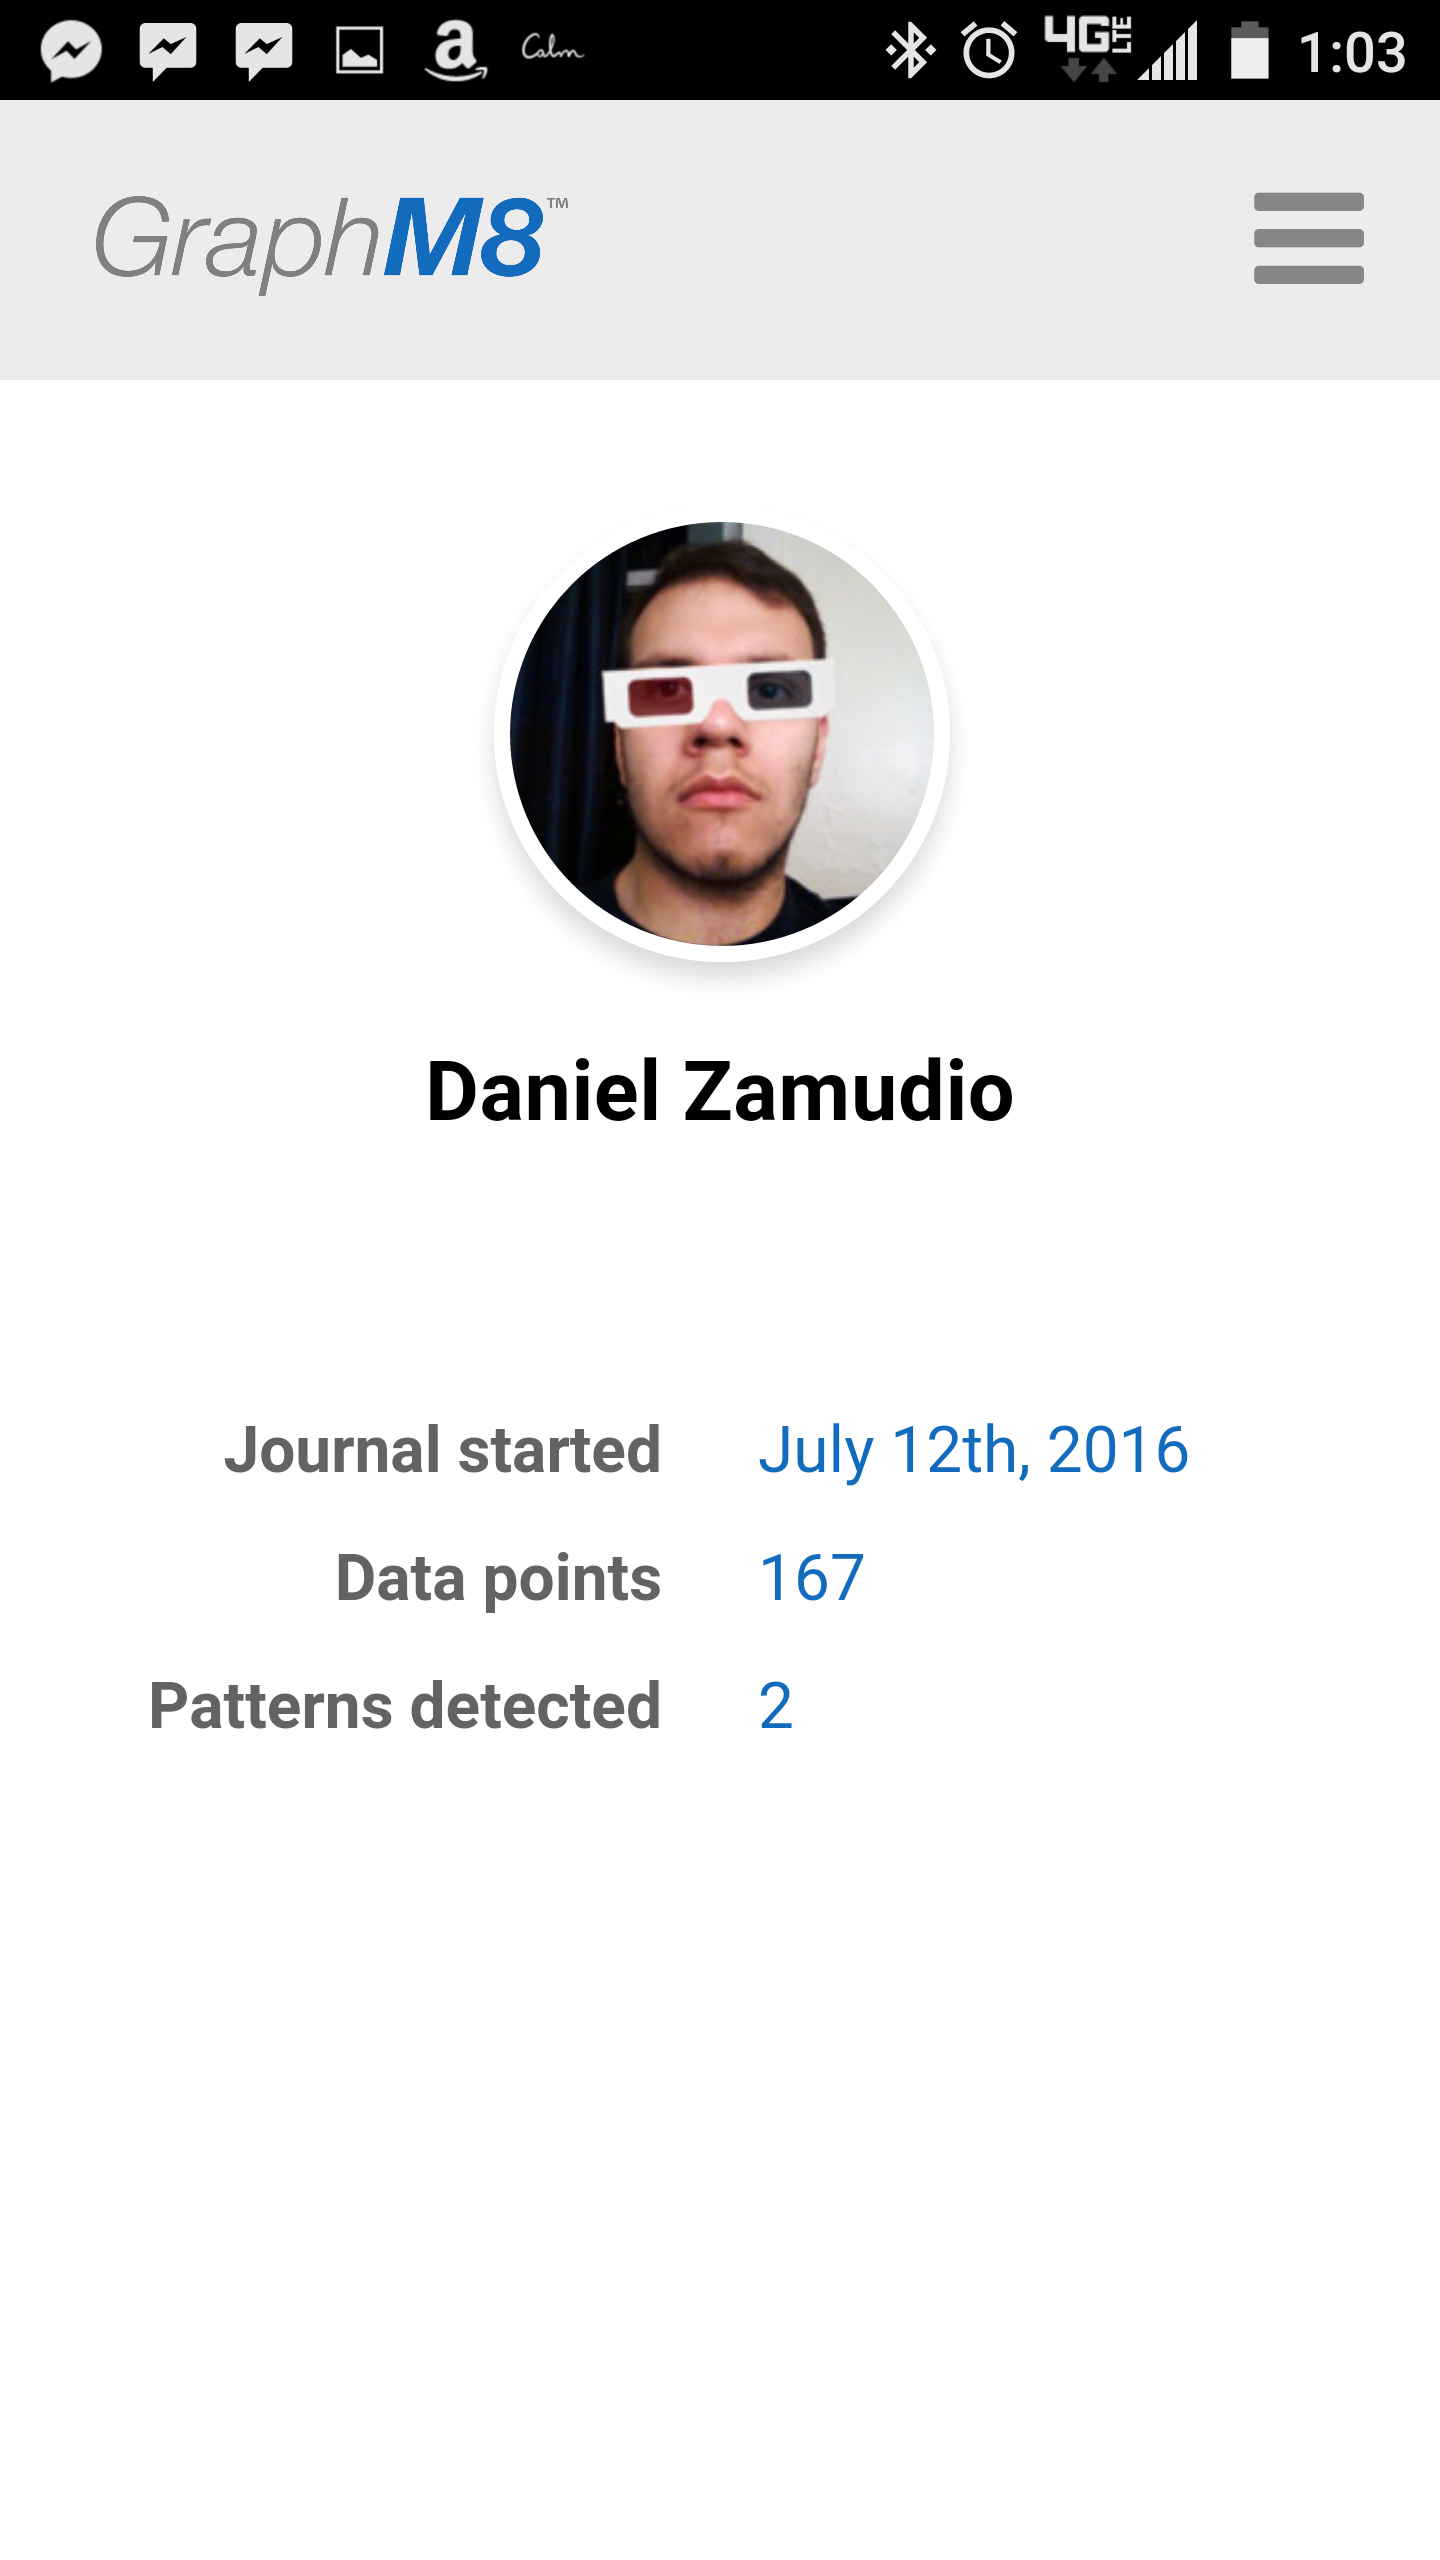 a Calm 4G LTE 1:03
GraphM8™
Daniel Zamudio
Journal started July 12th, 2016
Data points 167
Patterns detected 2